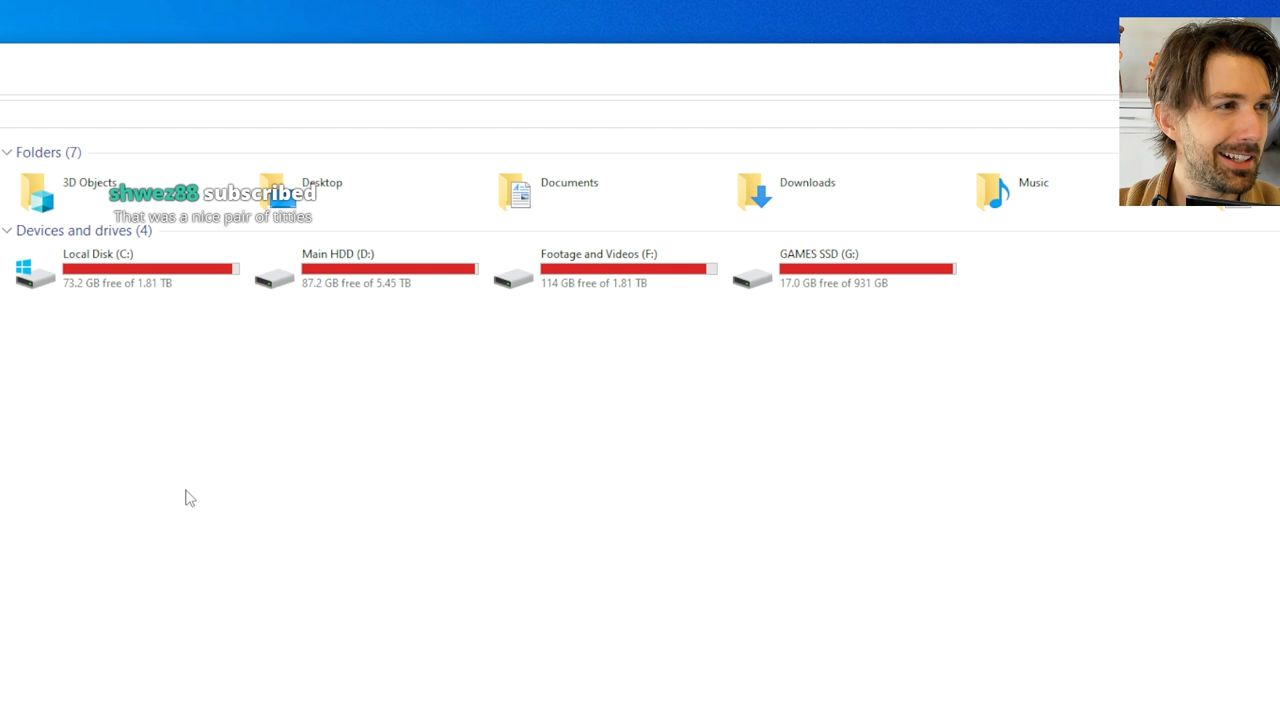 Folders (7)
3D Objects
Desktop
Documents
Downloads
Music
shwez88 subscribed
That was a nice pair of titties
Devices and drives (4)
Local Disk (C:)
73.2 GB free of 1.81 TB
Main HDD (D:)
87.2 GB free of 5.45 TB
Footage and Videos (F:)
114 GB free of 1.81 TB
GAMES SSD (G:)
17.0 GB free of 931 GB